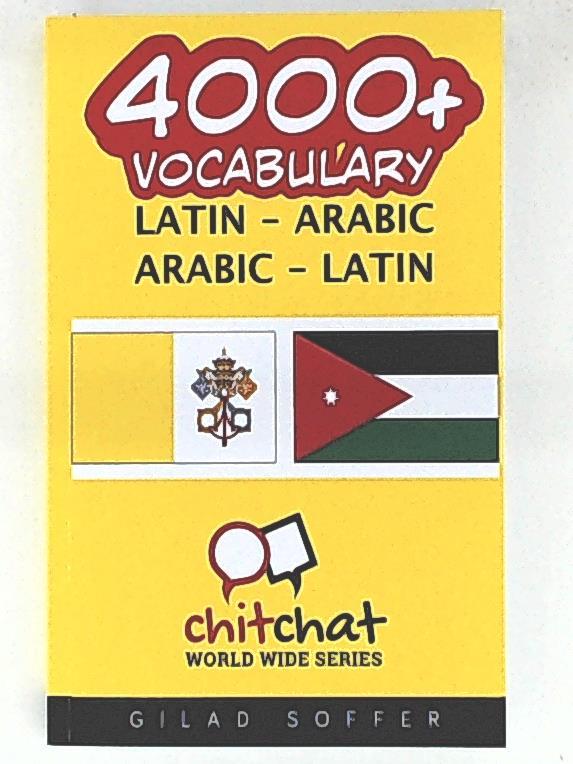 4000+
VOCABULARY
LATIN - ARABIC
ARABIC - LATIN
chitchat
WORLD WIDE SERIES
GILAD SOFFER